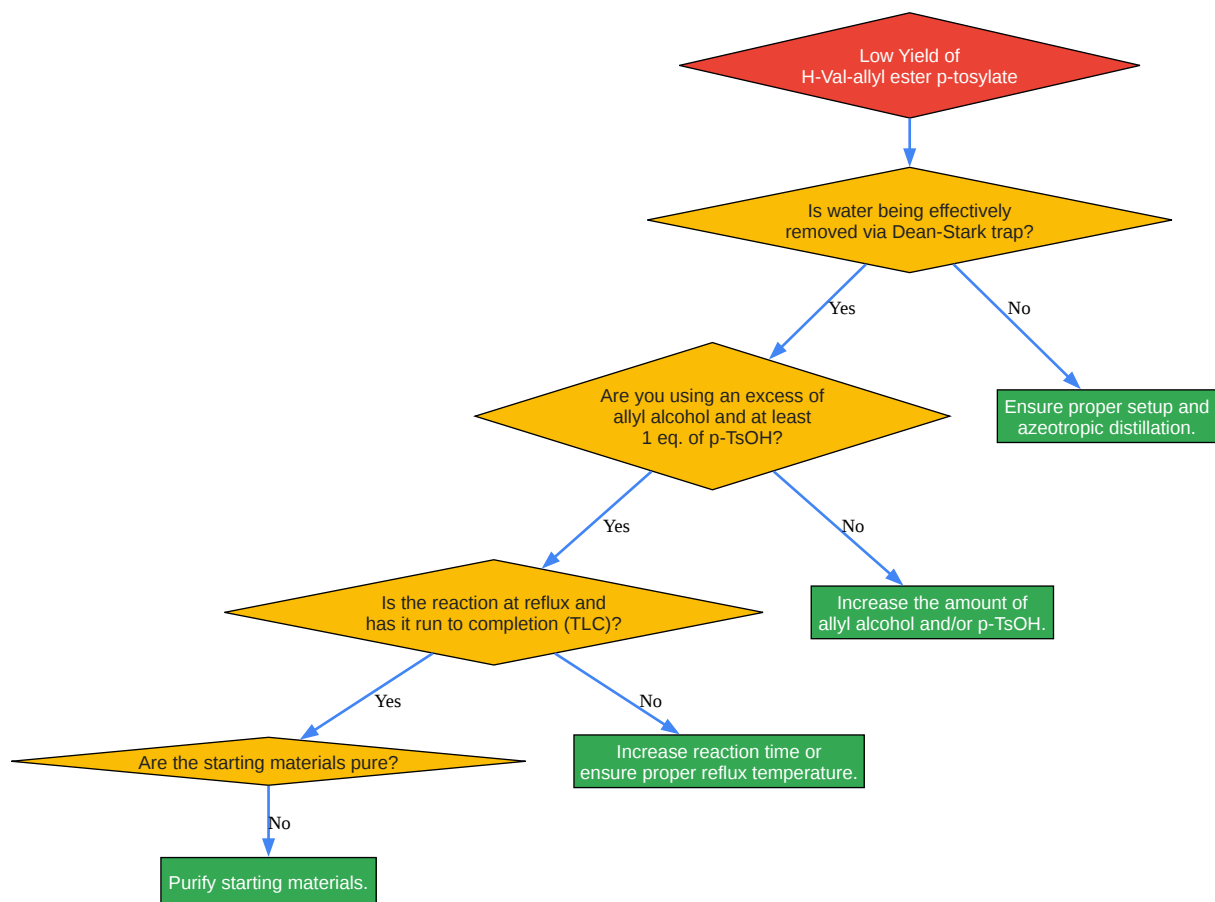 Low Yield of
H-Val-allyl ester p-tosylate
Is water being effectively
removed via Dean-Stark trap?
Yes
No
Are you using an excess of
allyl alcohol and at least
1 eq. of p-TsOH?
Ensure proper setup and
azeotropic distillation.
Yes
No
Is the reaction at reflux and
has it run to completion (TLC)?
Increase the amount of
allyl alcohol and/or p-TsOH.
Yes
No
Are the starting materials pure?
Increase reaction time or
ensure proper reflux temperature.
No
Purify starting materials.